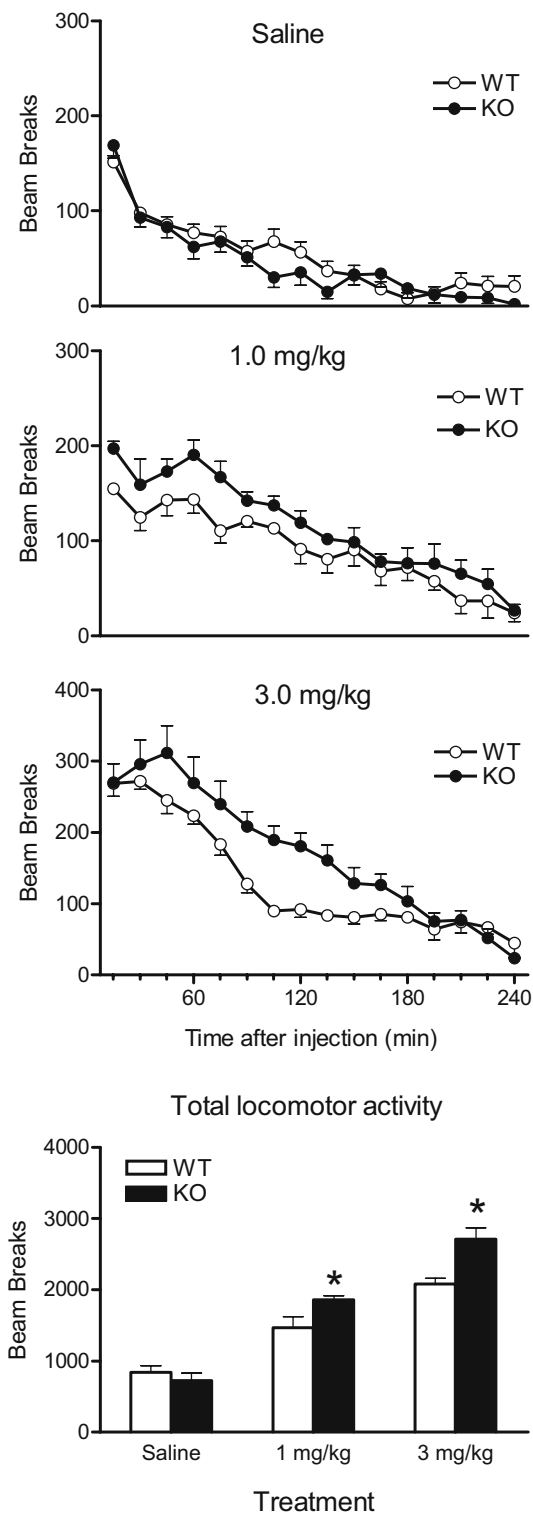 Saline
300
200
100
0
Beam Breaks
WT
KO
1.0 mg/kg
300
200
100
0
Beam Breaks
WT
KO
3.0 mg/kg
400
300
200
100
0
Beam Breaks
WT
KO
60 120 180 240
Time after injection (min)
Total locomotor activity
4000
3000
2000
1000
0
Beam Breaks
WT
KO
* *
Saline 1 mg/kg 3 mg/kg
Treatment